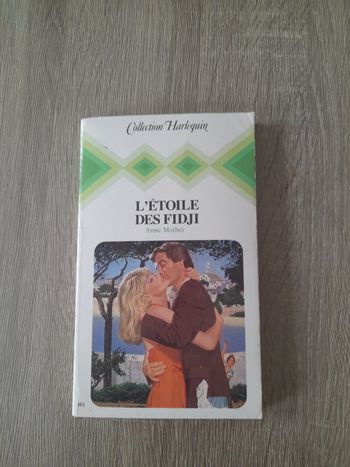 Collection Harlequin
L'ÉTOILE
DES FIDJI
Anne Mather